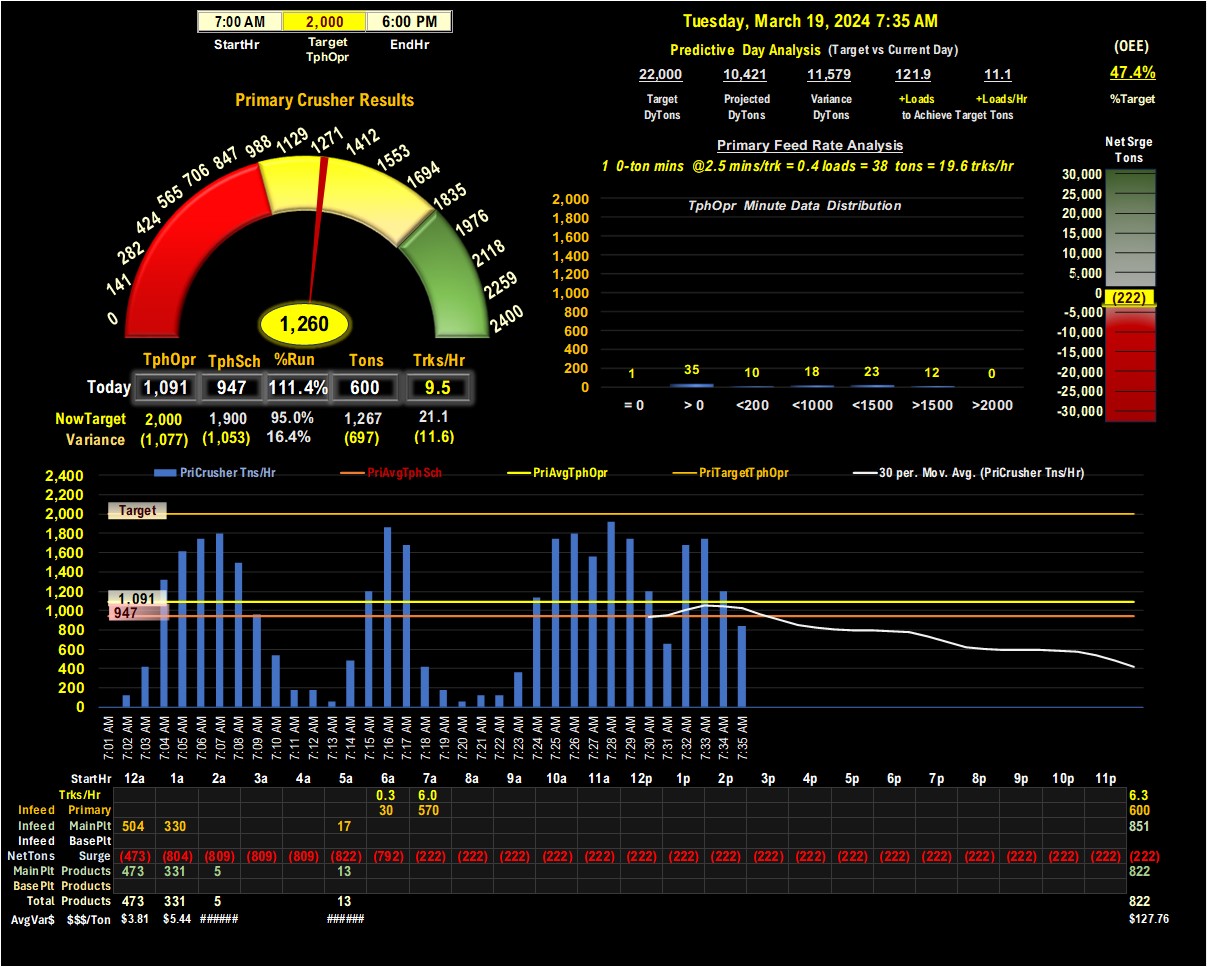 7:00 AM 2,000 6:00 PM
StartHr Target TphOpr EndHr
Tuesday, March 19, 2024 7:35 AM
Predictive Day Analysis (Target vs Current Day)
22,000 10,421 11,579 121.9 11.1
Target DyTons Projected DyTons Variance DyTons +Loads +Loads/Hr
to Achieve Target Tons
(OEE)
47.4%
%Target
Primary Crusher Results
0 141 282 424 565 706 847 988 1129 1271 1412 1553 1694 1835 1976 2118 2259 2400
1,260
TphOpr TphSch %Run Tons Trks/Hr
Today 1,091 947 111.4% 600 9.5
NowTarget 2,000 1,900 95.0% 1,267 21.1
Variance (1,077) (1,053) 16.4% (697) (11.6)
Primary Feed Rate Analysis
1 0-ton mins @2.5 mins/trk = 0.4 loads = 38 tons = 19.6 trks/hr
TphOpr Minute Data Distribution
2,000
1,800
1,600
1,400
1,200
1,000
800
600
400
200
0
1 35 10 18 23 12 0
= 0 > 0 <200 <1000 <1500 >1500 >2000
Net Srge
Tons
30,000
25,000
20,000
15,000
10,000
5,000
0 (222)
-5,000
-10,000
-15,000
-20,000
-25,000
-30,000
PriCrusher Tns/Hr PriAvgTphSch PriAvgTphOpr PriTargetTphOpr 30 per. Mov. Avg. (PriCrusher Tns/Hr)
2,400
2,200
2,000 Target
1,800
1,600
1,400
1,200 1,091
1,000 947
800
600
400
200
0
7:01 AM 7:02 AM 7:03 AM 7:04 AM 7:05 AM 7:06 AM 7:07 AM 7:08 AM 7:09 AM 7:10 AM 7:11 AM 7:12 AM 7:13 AM 7:14 AM 7:15 AM 7:16 AM 7:17 AM 7:18 AM 7:19 AM 7:20 AM 7:21 AM 7:22 AM 7:23 AM 7:24 AM 7:25 AM 7:26 AM 7:27 AM 7:28 AM 7:29 AM 7:30 AM 7:31 AM 7:32 AM 7:33 AM 7:34 AM 7:35 AM
StartHr 12a 1a 2a 3a 4a 5a 6a 7a 8a 9a 10a 11a 12p 1p 2p 3p 4p 5p 6p 7p 8p 9p 10p 11p
Trks/Hr 0.3 6.0 6.3
Infeed Primary 30 570 600
Infeed MainPlt 504 330 17 851
Infeed BasePlt
NetTons Surge (473) (804) (809) (809) (809) (822) (792) (222) (222) (222) (222) (222) (222) (222) (222) (222) (222) (222) (222) (222) (222) (222) (222) (222) (222)
MainPlt Products 473 331 5 13 822
BasePlt Products
Total Products 473 331 5 13 822
AvgVar$ $$$/Ton $3.81 $5.44 ###### ###### $127.76